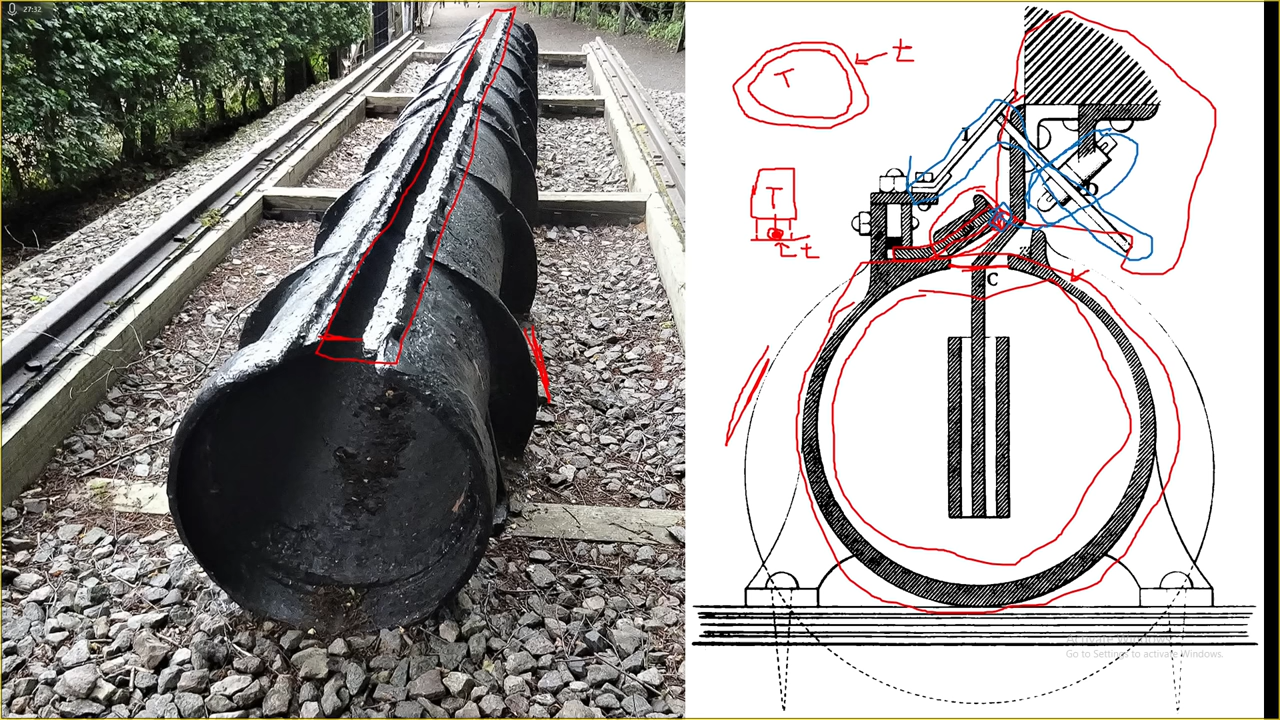 27:32
t
T
T
t
1
D
C
Activate Windows
Go to Settings to activate Windows.